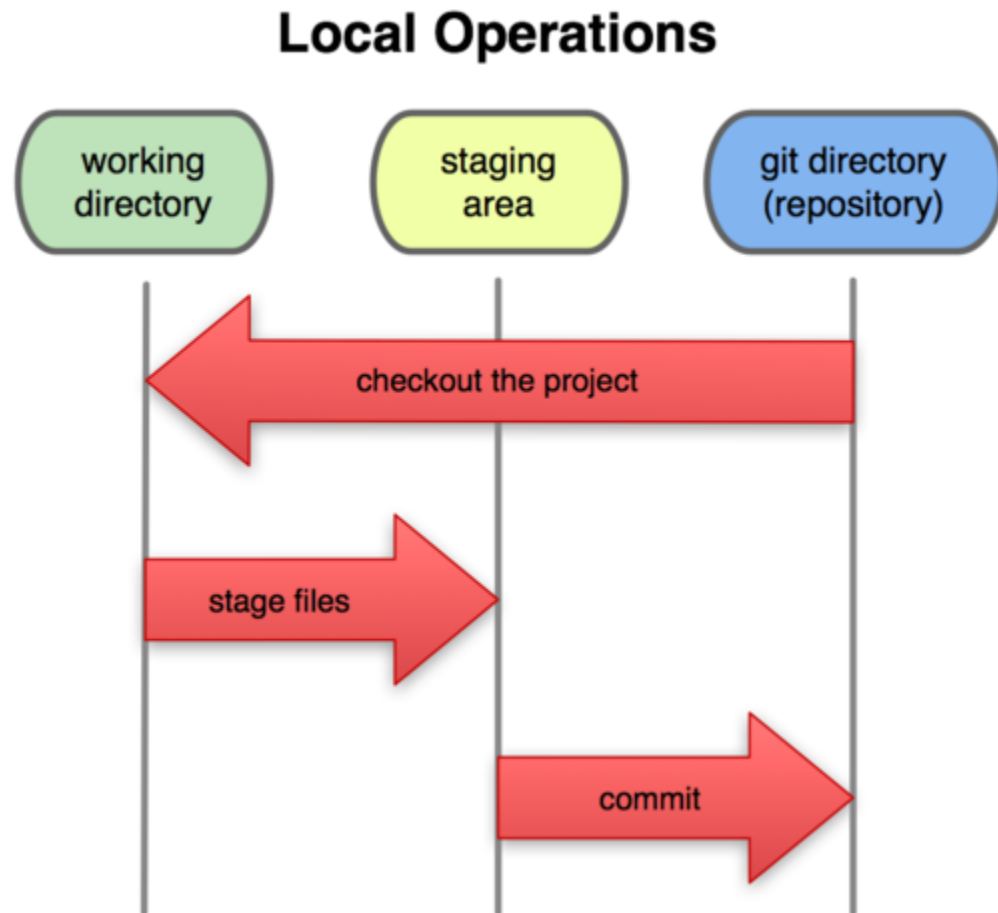 Local Operations
working
directory
staging
area
git directory
(repository)
checkout the project
stage files
commit